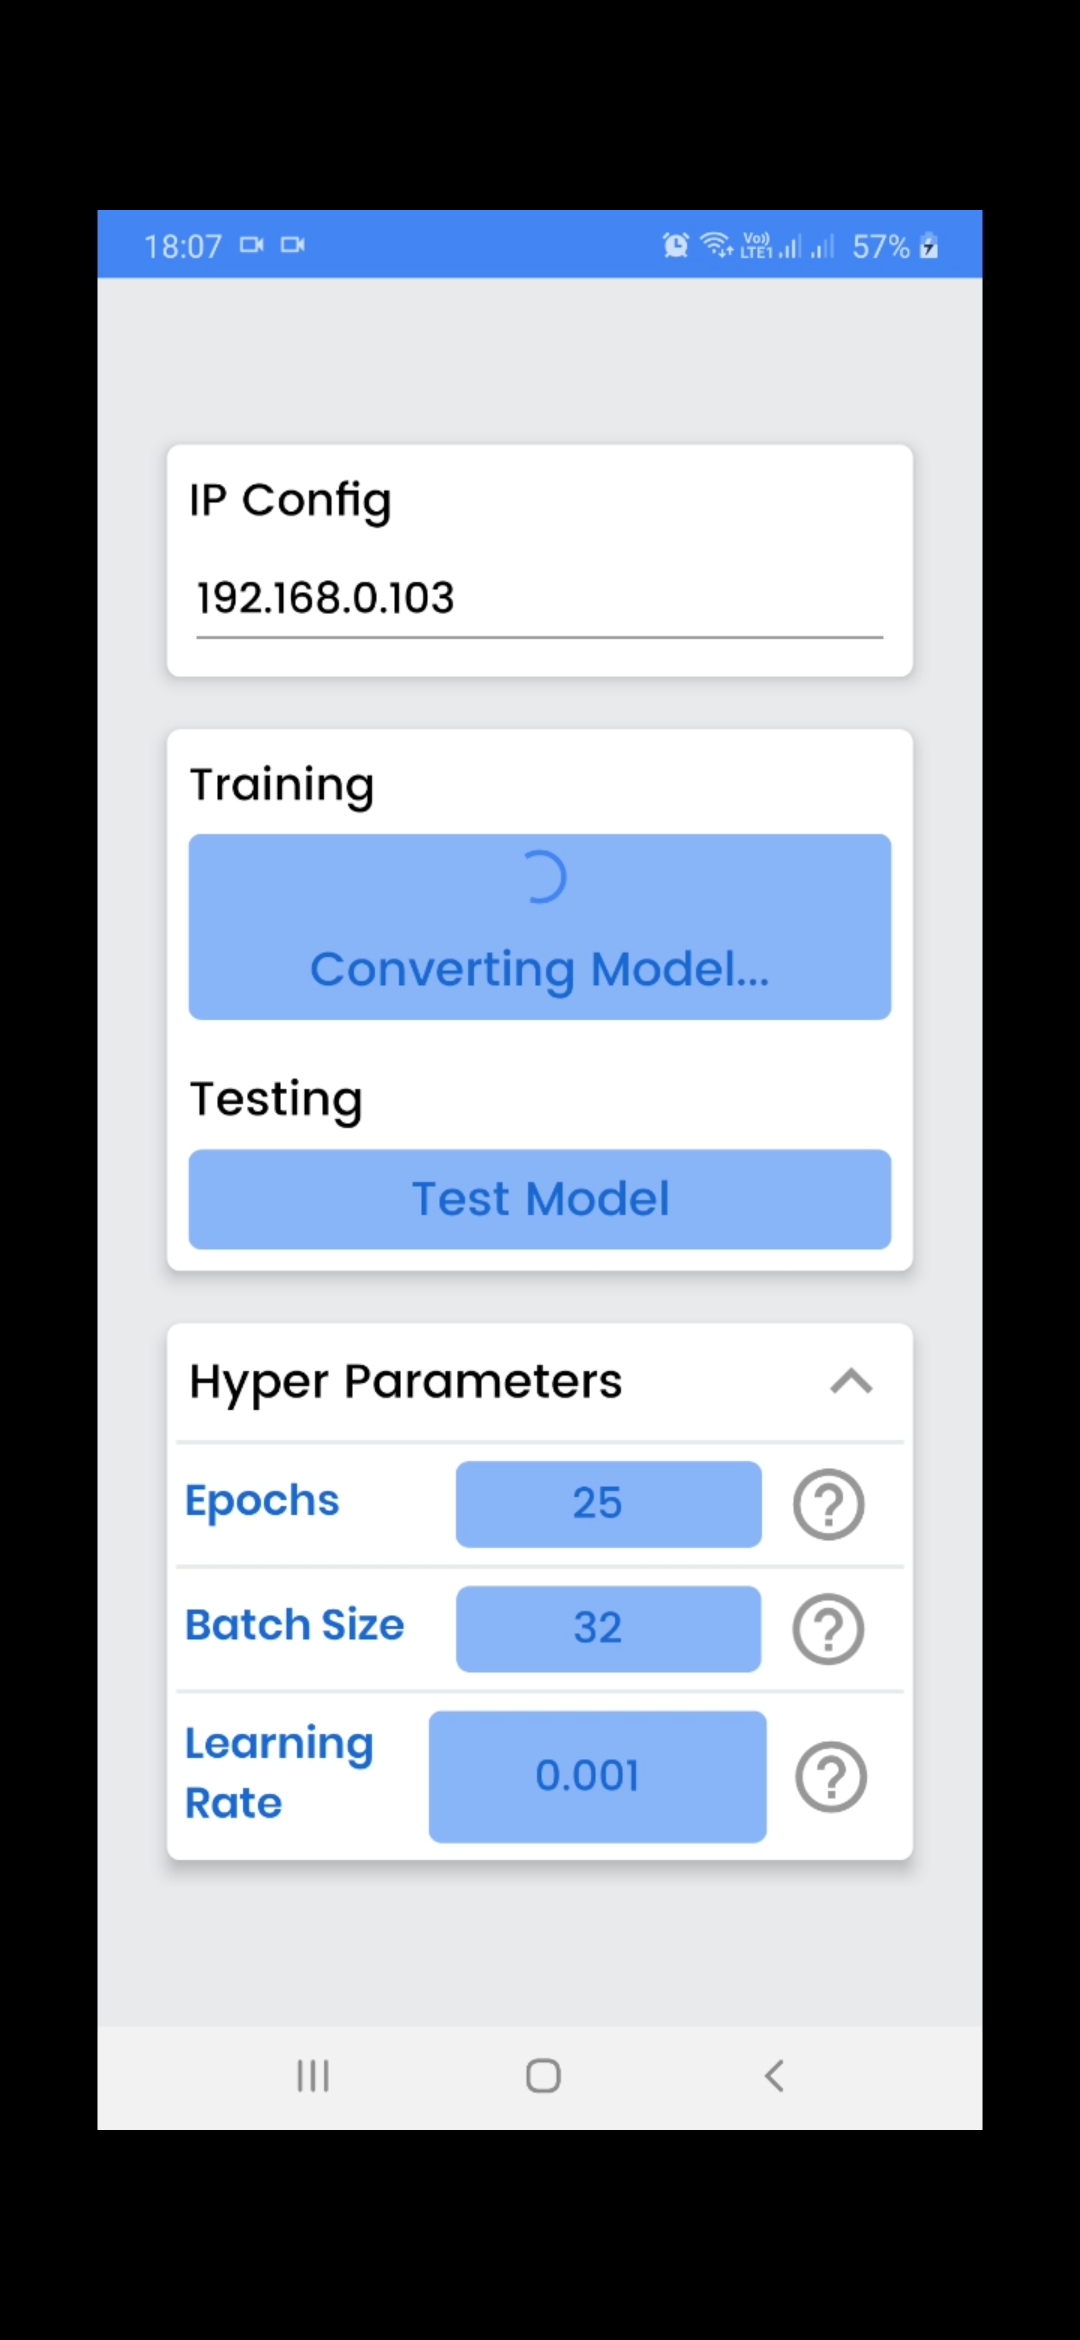 18:07 Vo)) LTE1 57%
IP Config
192.168.0.103
Training
Converting Model...
Testing
Test Model
Hyper Parameters
Epochs 25 ?
Batch Size 32 ?
Learning Rate 0.001 ?